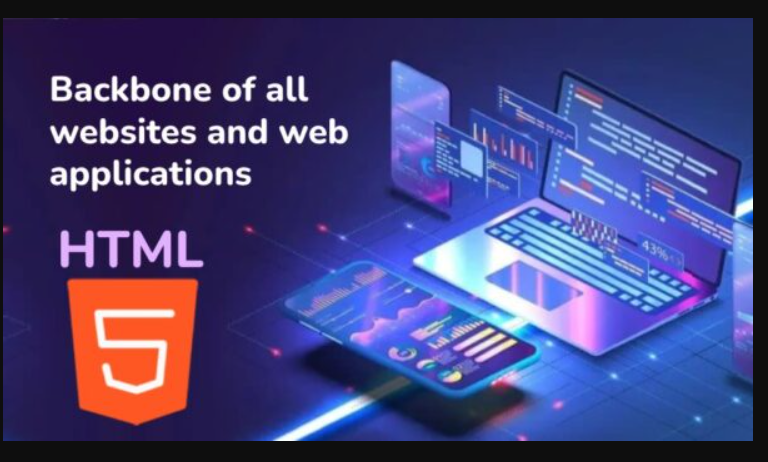 Backbone of all
websites and web
applications
HTML
5
43%